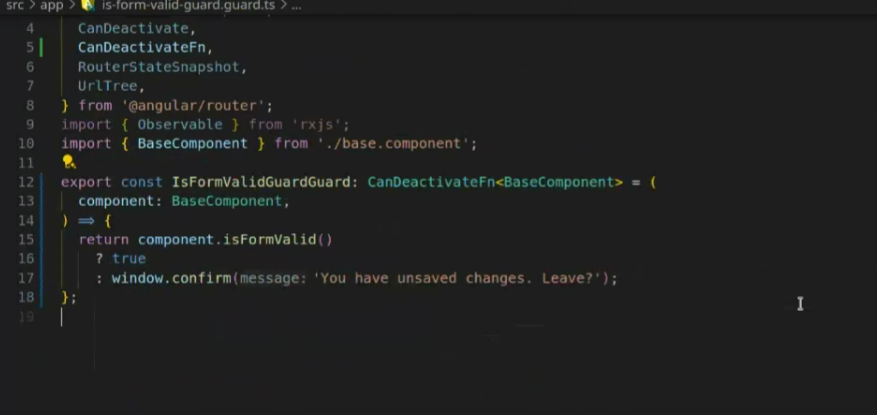 src > app > is-form-valid-guard.guard.ts > ...
4 CanDeactivate,
5 CanDeactivateFn,
6 RouterStateSnapshot,
7 UrlTree,
8 } from '@angular/router';
9 import { Observable } from 'rxjs';
10 import { BaseComponent } from './base.component';
11
12 export const IsFormValidGuardGuard: CanDeactivateFn<BaseComponent> = (
13 component: BaseComponent,
14 ) => {
15 return component.isFormValid()
16 ? true
17 : window.confirm(message: 'You have unsaved changes. Leave?');
18 };
19